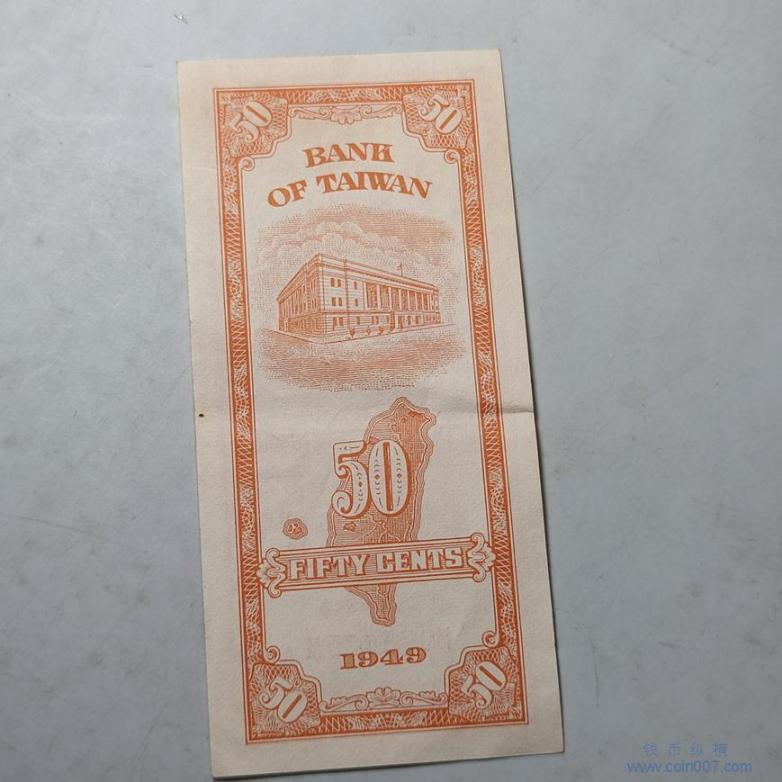 50 50
BANK
OF TAIWAN
50
FIFTY CENTS
1949
50 50
钱币纵横
www.coin007.com